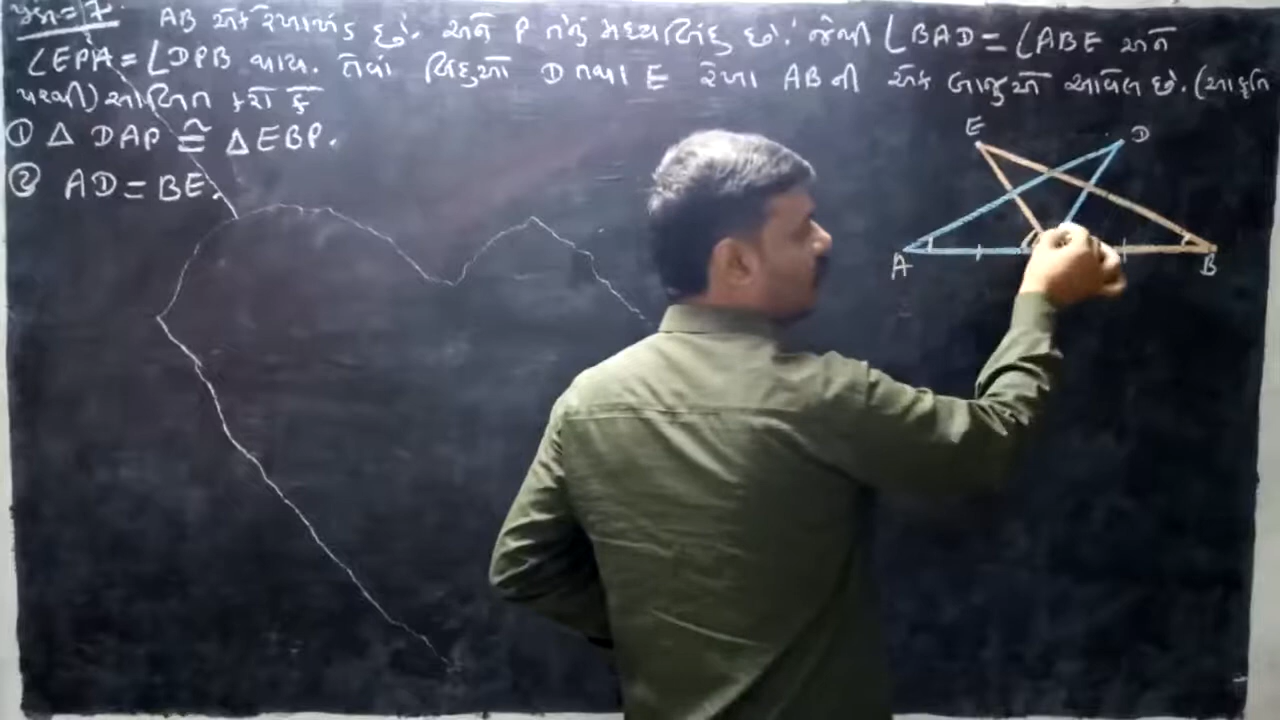 પ્રશ્ન = 7. AB એક રેખાખંડ છે. અને P તેનું મધ્યબિંદુ છે. જેથી ∠BAD = ∠ABE અને
∠EPA = ∠DPB થાય. તેવાં બિંદુઓ D તથા E રેખા AB ની એક બાજુએ આવેલ છે. (આકૃતિ
પરથી) સાબિત કરો કે
① △ DAP ≅ △EBP.
② AD = BE.
E
D
A
B